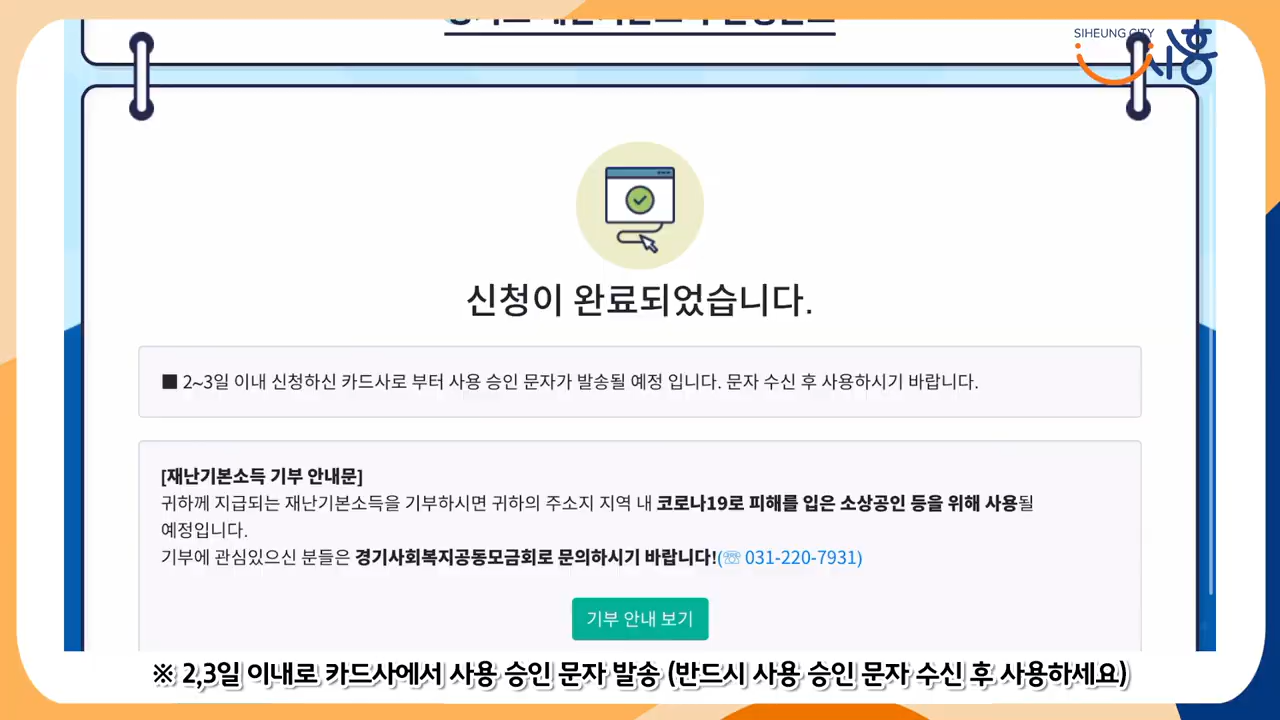 SIHEUNG CITY
시흥
신청이 완료되었습니다.
■ 2~3일 이내 신청하신 카드사로 부터 사용 승인 문자가 발송될 예정 입니다. 문자 수신 후 사용하시기 바랍니다.
[재난기본소득 기부 안내문]
귀하께 지급되는 재난기본소득을 기부하시면 귀하의 주소지 지역 내 코로나19로 피해를 입은 소상공인 등을 위해 사용될
예정입니다.
기부에 관심있으신 분들은 경기사회복지공동모금회로 문의하시기 바랍니다!(☏ 031-220-7931)
기부 안내 보기
※ 2,3일 이내로 카드사에서 사용 승인 문자 발송 (반드시 사용 승인 문자 수신 후 사용하세요)